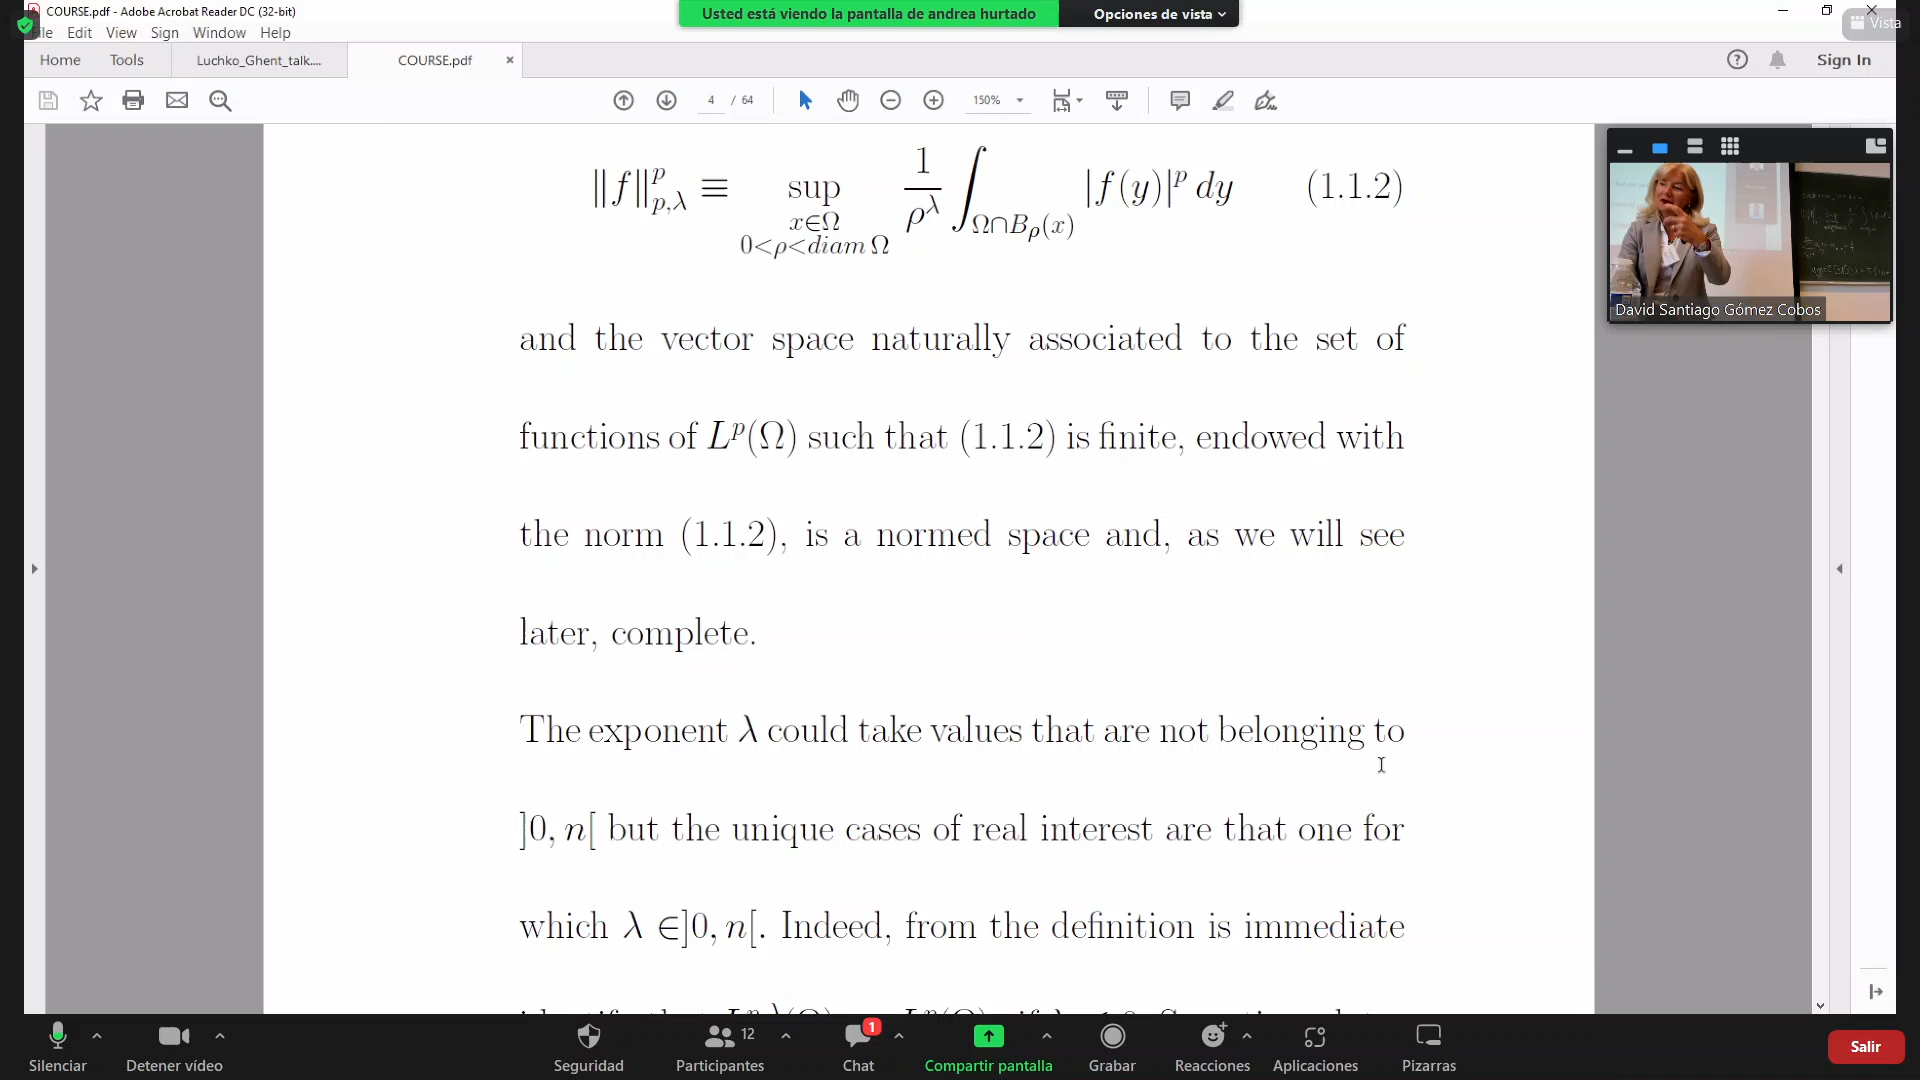 COURSE.pdf - Adobe Acrobat Reader DC (32-bit)
Usted está viendo la pantalla de andrea hurtado
Opciones de vista
Vista
File Edit View Sign Window Help
Home Tools Luchko_Ghent_talk.... COURSE.pdf × Sign In
4 / 64 150%
‖f‖^p_{p,λ} ≡ sup_{x∈Ω, 0<ρ<diam Ω} 1/ρ^λ ∫_{Ω∩B_ρ(x)} |f(y)|^p dy (1.1.2)
and the vector space naturally associated to the set of
functions of L^p(Ω) such that (1.1.2) is finite, endowed with
the norm (1.1.2), is a normed space and, as we will see
later, complete.
The exponent λ could take values that are not belonging to
]0, n[ but the unique cases of real interest are that one for
which λ ∈]0, n[. Indeed, from the definition is immediate
David Santiago Gómez Cobos
Silenciar Detener vídeo Seguridad Participantes 12 Chat 1 Compartir pantalla Grabar Reacciones Aplicaciones Pizarras Salir